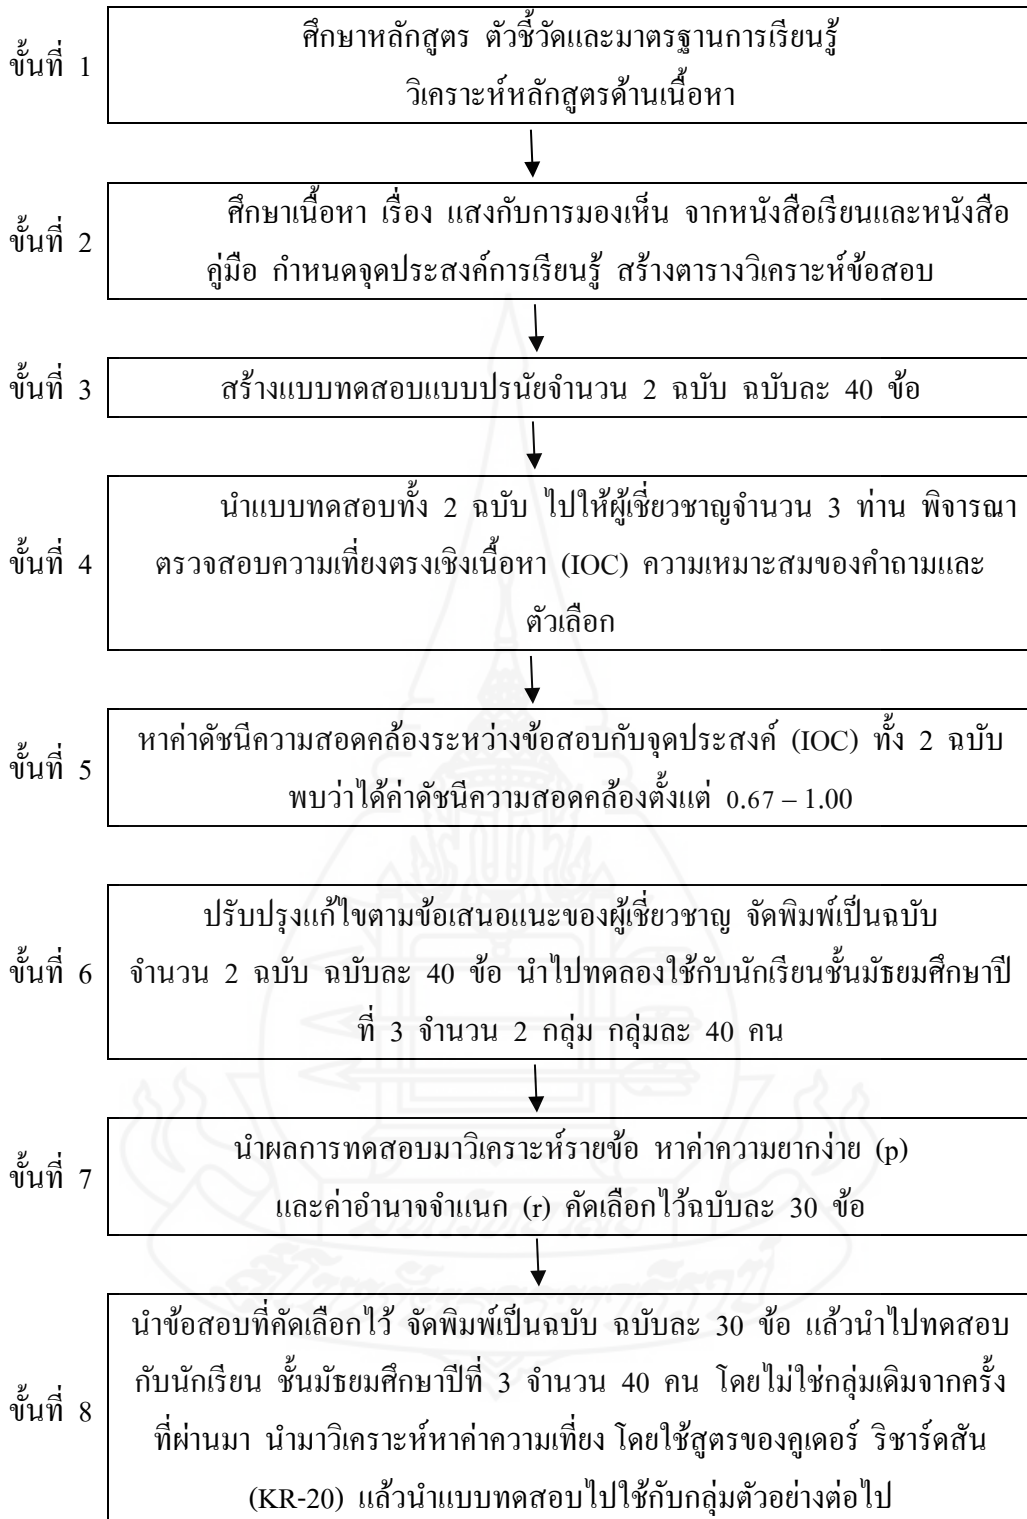 ขั้นที่ 1
ศึกษาหลักสูตร ตัวชี้วัดและมาตรฐานการเรียนรู้
วิเคราะห์หลักสูตรด้านเนื้อหา
ขั้นที่ 2
ศึกษาเนื้อหา เรื่อง แสงกับการมองเห็น จากหนังสือเรียนและหนังสือ
คู่มือ กำหนดจุดประสงค์การเรียนรู้ สร้างตารางวิเคราะห์ข้อสอบ
ขั้นที่ 3
สร้างแบบทดสอบแบบปรนัยจำนวน 2 ฉบับ ฉบับละ 40 ข้อ
ขั้นที่ 4
นำแบบทดสอบทั้ง 2 ฉบับ ไปให้ผู้เชี่ยวชาญจำนวน 3 ท่าน พิจารณา
ตรวจสอบความเที่ยงตรงเชิงเนื้อหา (IOC) ความเหมาะสมของคำถามและ
ตัวเลือก
ขั้นที่ 5
หาค่าดัชนีความสอดคล้องระหว่างข้อสอบกับจุดประสงค์ (IOC) ทั้ง 2 ฉบับ
พบว่าได้ค่าดัชนีความสอดคล้องตั้งแต่ 0.67 – 1.00
ขั้นที่ 6
ปรับปรุงแก้ไขตามข้อเสนอแนะของผู้เชี่ยวชาญ จัดพิมพ์เป็นฉบับ
จำนวน 2 ฉบับ ฉบับละ 40 ข้อ นำไปทดลองใช้กับนักเรียนชั้นมัธยมศึกษาปี
ที่ 3 จำนวน 2 กลุ่ม กลุ่มละ 40 คน
ขั้นที่ 7
นำผลการทดสอบมาวิเคราะห์รายข้อ หาค่าความยากง่าย (p)
และค่าอำนาจจำแนก (r) คัดเลือกไว้ฉบับละ 30 ข้อ
ขั้นที่ 8
นำข้อสอบที่คัดเลือกไว้ จัดพิมพ์เป็นฉบับ ฉบับละ 30 ข้อ แล้วนำไปทดสอบ
กับนักเรียน ชั้นมัธยมศึกษาปีที่ 3 จำนวน 40 คน โดยไม่ใช่กลุ่มเดิมจากครั้ง
ที่ผ่านมา นำมาวิเคราะห์หาค่าความเที่ยง โดยใช้สูตรของคูเดอร์ ริชาร์ดสัน
(KR-20) แล้วนำแบบทดสอบไปใช้กับกลุ่มตัวอย่างต่อไป